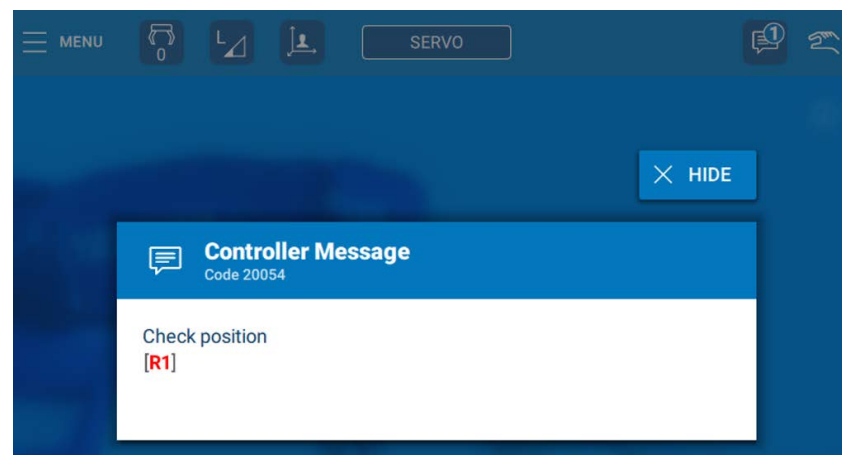 MENU
0
L
SERVO
1
HIDE
Controller Message
Code 20054
Check position
[R1]